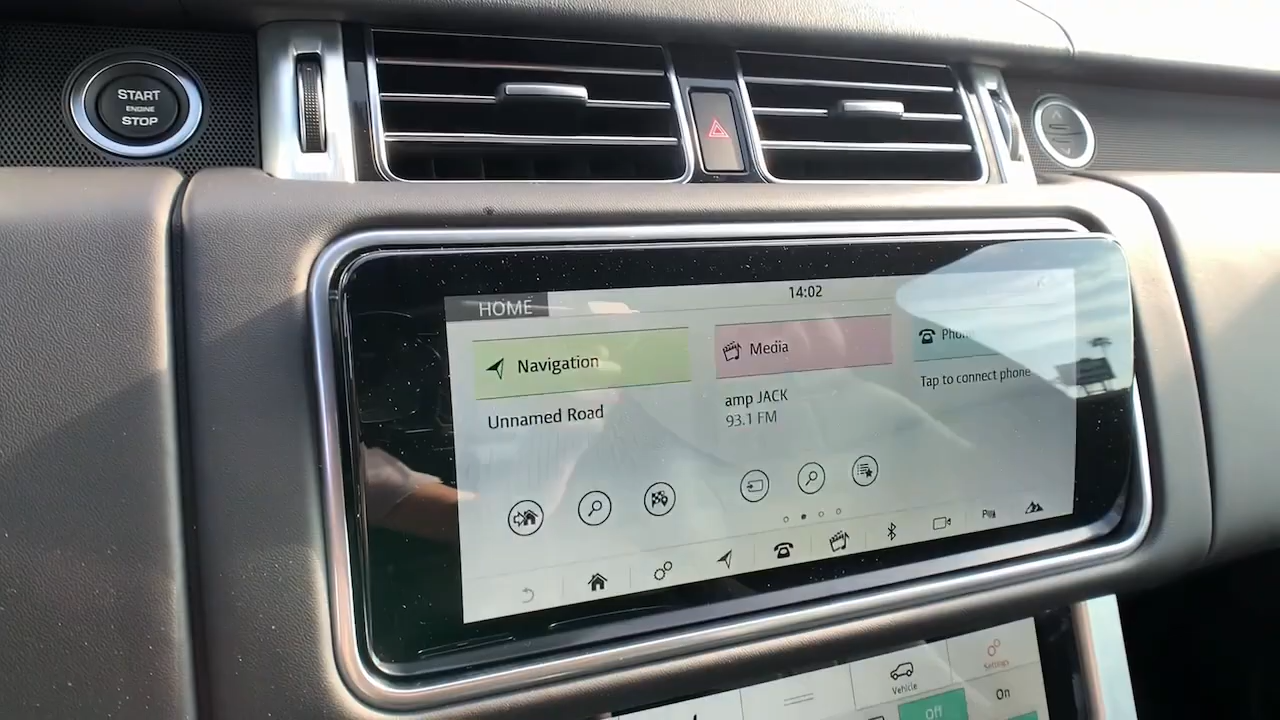 START
ENGINE
STOP
HOME
14:02
Navigation
Media
Unnamed Road
amp JACK
93.1 FM
Tap to connect phone
Vehicle
Settings
Off
On